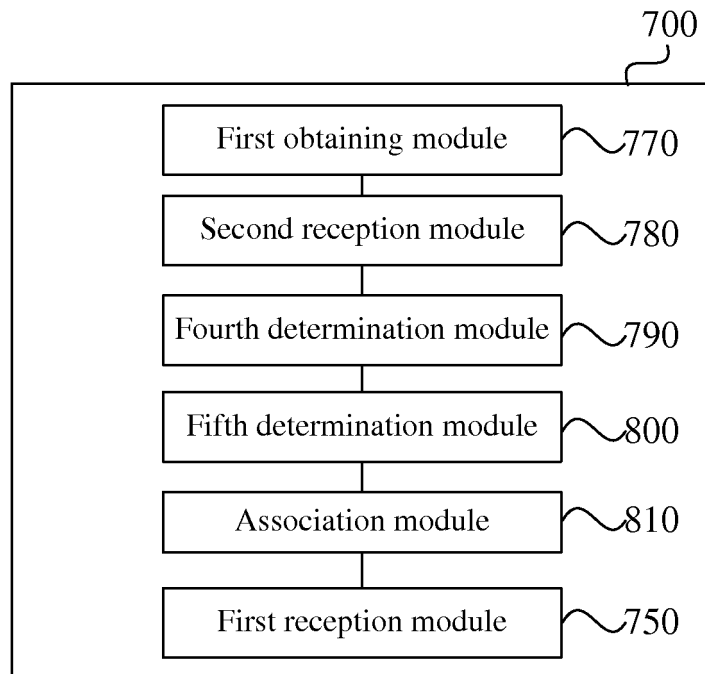 700
First obtaining module 770
Second reception module 780
Fourth determination module 790
Fifth determination module 800
Association module 810
First reception module 750